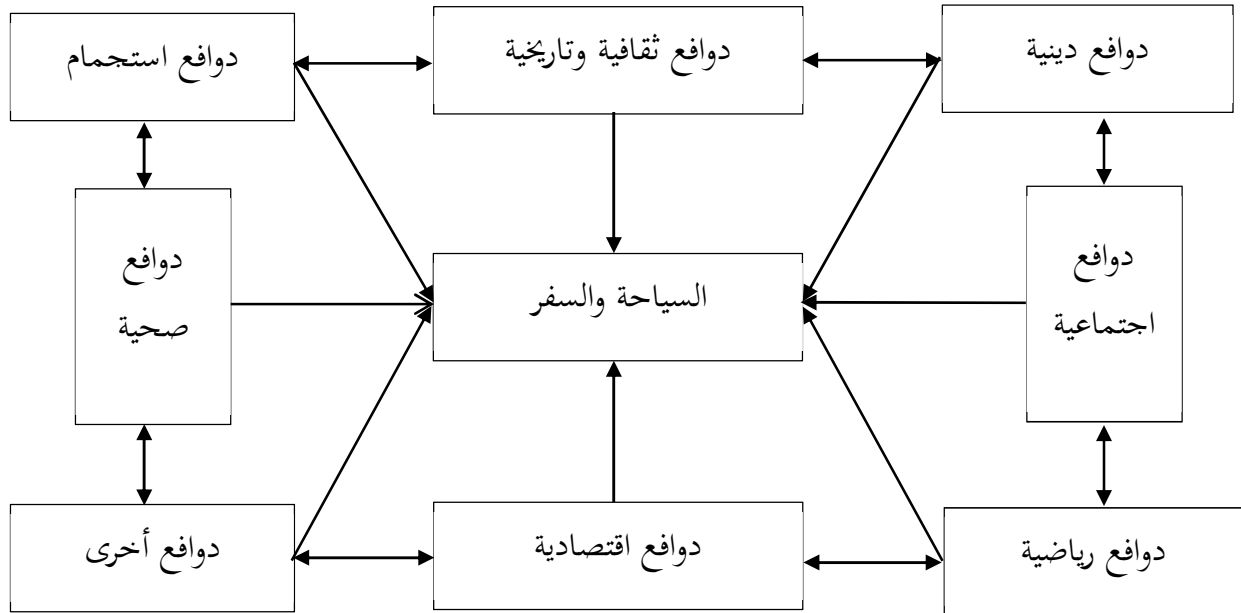 دوافع دينية
دوافع ثقافية وتاريخية
دوافع استجمام
دوافع
اجتماعية
السياحة والسفر
دوافع
صحية
دوافع رياضية
دوافع اقتصادية
دوافع أخرى